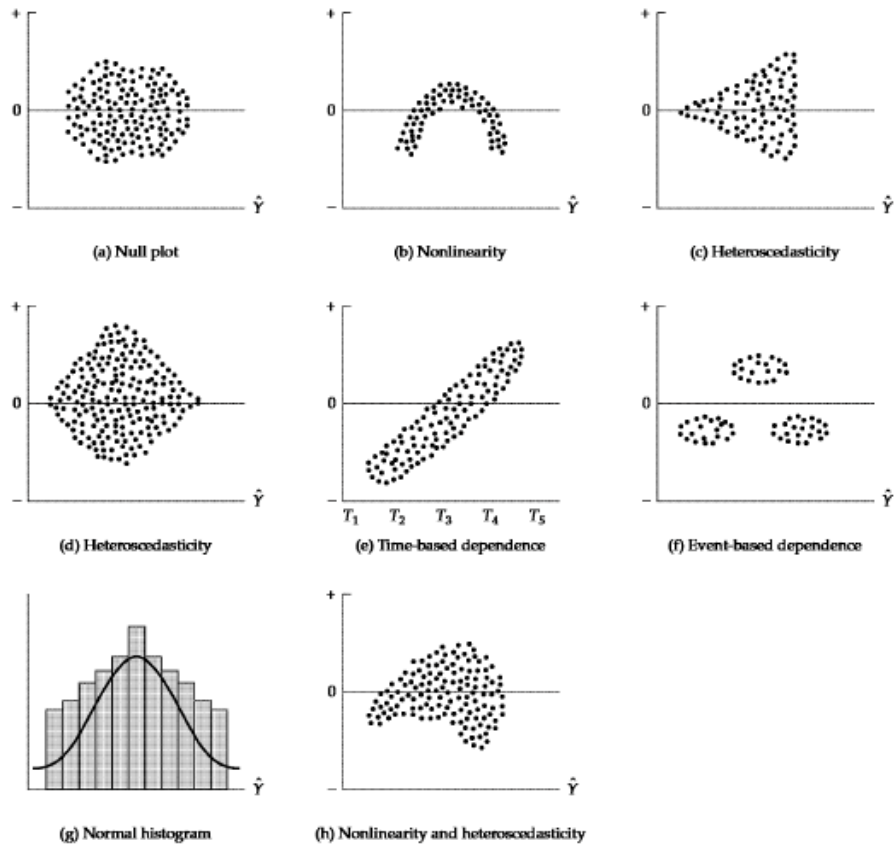 + + +
0 0 0
− Ŷ − Ŷ − Ŷ
(a) Null plot (b) Nonlinearity (c) Heteroscedasticity
+ + +
0 0 0
− Ŷ − − Ŷ
T₁ T₂ T₃ T₄ T₅
(d) Heteroscedasticity (e) Time-based dependence (f) Event-based dependence
+
0
Ŷ − Ŷ
(g) Normal histogram (h) Nonlinearity and heteroscedasticity